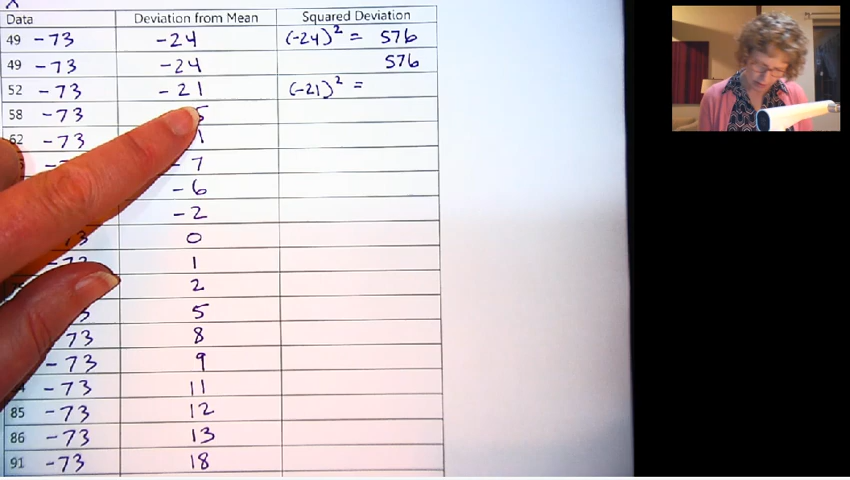 Data Deviation from Mean Squared Deviation
49 -73 -24 (-24)² = 576
49 -73 -24 576
52 -73 -21 (-21)² =
58 -73 5
62 -73
- 7
- 6
- 2
0
1
2
5
73 8
-73 9
-73 11
85 -73 12
86 -73 13
91 -73 18